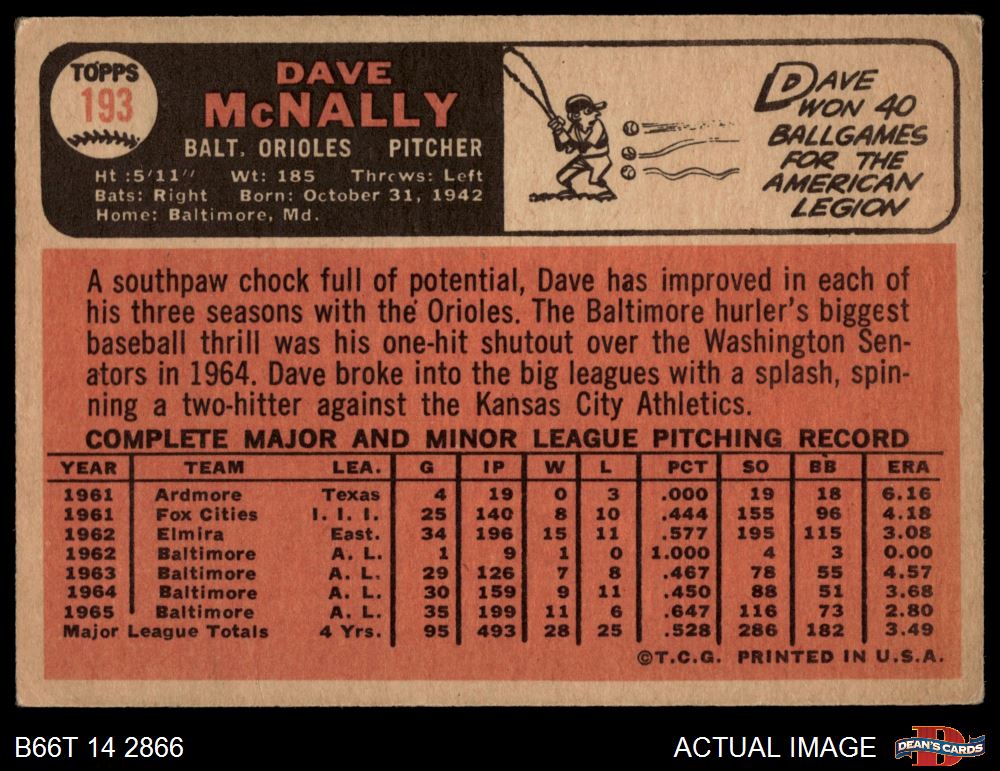 TOPPS
193
DAVE
McNALLY
BALT. ORIOLES PITCHER
Ht :5'11" Wt: 185 Throws: Left
Bats: Right Born: October 31, 1942
Home: Baltimore, Md.
DAVE
WON 40
BALLGAMES
FOR THE
AMERICAN
LEGION
A southpaw chock full of potential, Dave has improved in each of
his three seasons with the Orioles. The Baltimore hurler's biggest
baseball thrill was his one-hit shutout over the Washington Sen-
ators in 1964. Dave broke into the big leagues with a splash, spin-
ning a two-hitter against the Kansas City Athletics.
COMPLETE MAJOR AND MINOR LEAGUE PITCHING RECORD
YEAR TEAM LEA. G IP W L PCT SO BB ERA
1961 Ardmore Texas 4 19 0 3 .000 19 18 6.16
1961 Fox Cities I. I. I. 25 140 8 10 .444 155 96 4.18
1962 Elmira East. 34 196 15 11 .577 195 115 3.08
1962 Baltimore A. L. 1 9 1 0 1.000 4 3 0.00
1963 Baltimore A. L. 29 126 7 8 .467 78 55 4.57
1964 Baltimore A. L. 30 159 9 11 .450 88 51 3.68
1965 Baltimore A. L. 35 199 11 6 .647 116 73 2.80
Major League Totals 4 Yrs. 95 493 28 25 .528 286 182 3.49
©T.C.G. PRINTED IN U.S.A.
B66T 14 2866
ACTUAL IMAGE
DEAN'S CARDS